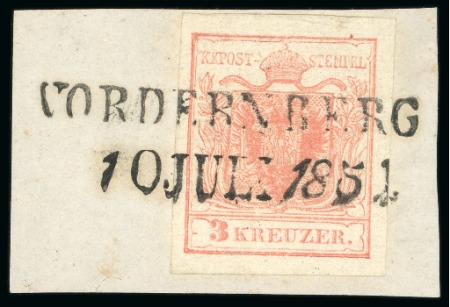 KKPOST-STEMPEL
VORDERNBERG
10 JULI 1851
3 KREUZER.